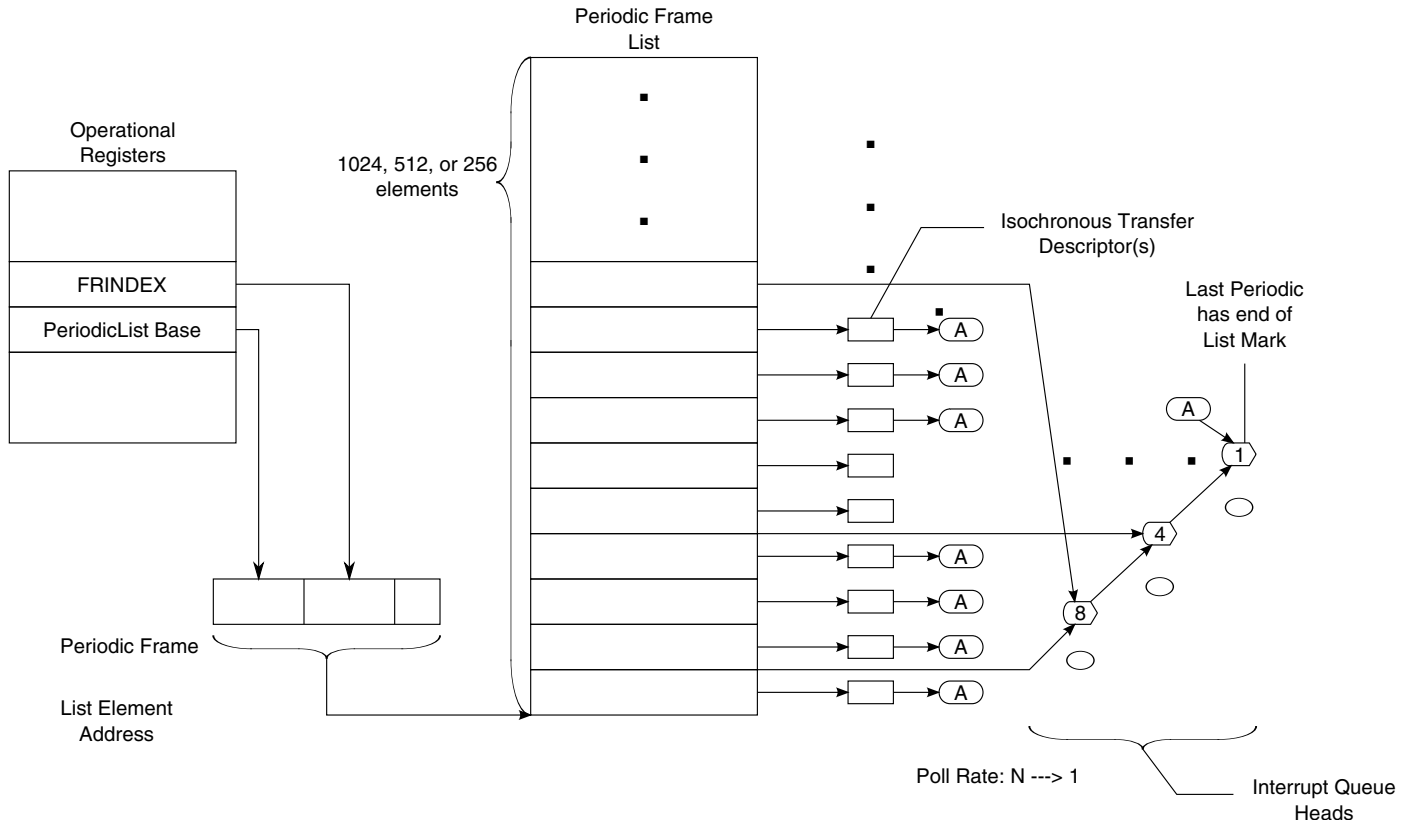 Periodic Frame
List
Operational
Registers
1024, 512, or 256
elements
Isochronous Transfer
Descriptor(s)
FRINDEX
Last Periodic
has end of
List Mark
PeriodicList Base
A
A
A
A
1
4
A
A
8
A
A
Periodic Frame
List Element
Address
Poll Rate: N ---> 1
Interrupt Queue
Heads